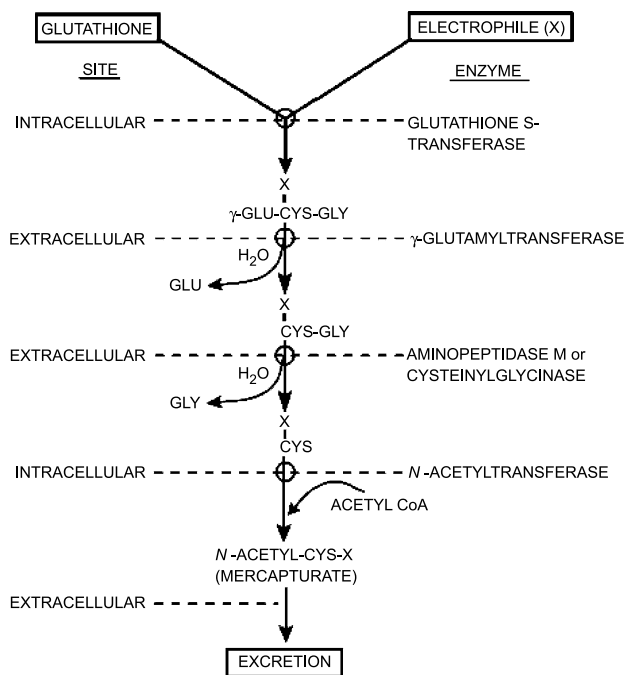 GLUTATHIONE
ELECTROPHILE (X)
SITE
ENZYME
INTRACELLULAR
GLUTATHIONE S-
TRANSFERASE
X
γ-GLU-CYS-GLY
EXTRACELLULAR
γ-GLUTAMYLTRANSFERASE
H2O
GLU
X
CYS-GLY
EXTRACELLULAR
AMINOPEPTIDASE M or
CYSTEINYLGLYCINASE
H2O
GLY
X
CYS
INTRACELLULAR
N-ACETYLTRANSFERASE
ACETYL CoA
N-ACETYL-CYS-X
(MERCAPTURATE)
EXTRACELLULAR
EXCRETION